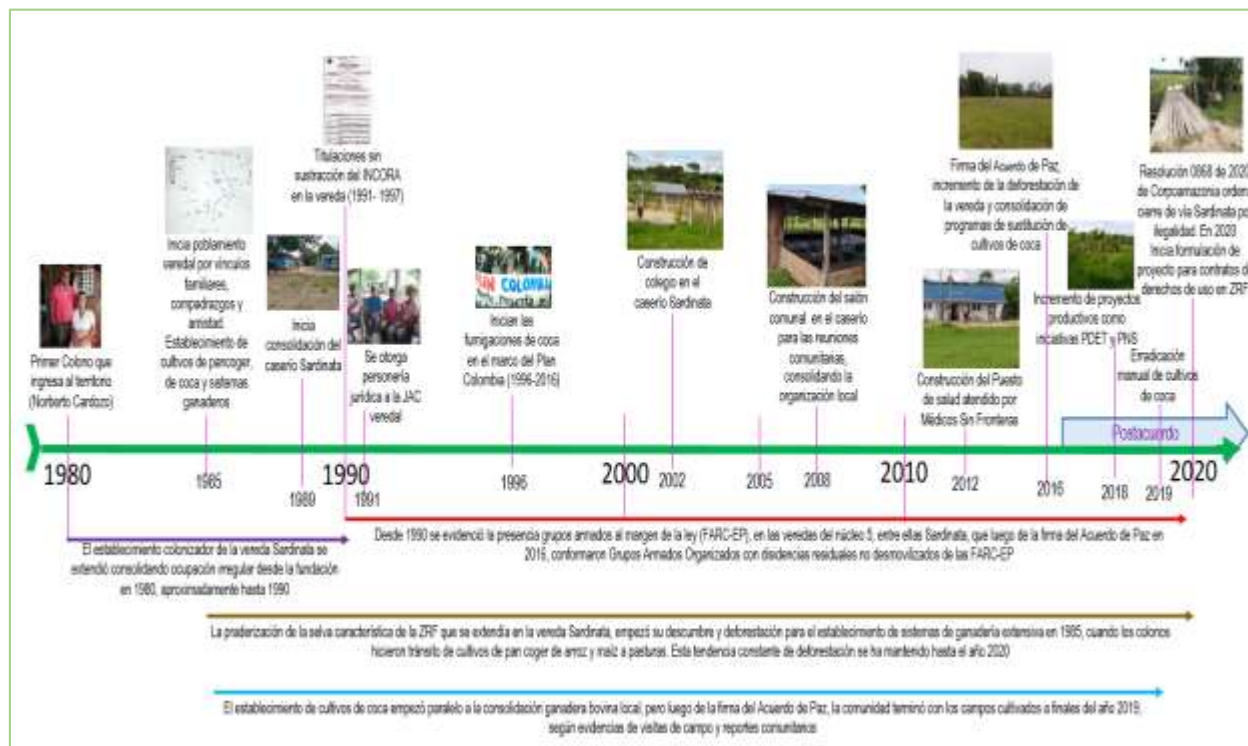 Primer Colono que
ingresa al territorio
(Norberto Cardozo)
Inicia poblamiento
veredal por vínculos
familiares,
compadrazgos y
amistad.
Establecimiento de
cultivos de pancoger,
de coca y sistemas
ganaderos
Inicia
consolidación del
caserío Sardinata
Titulaciones sin
sustracción del INCORA
en la vereda (1991- 1997)
Se otorga
personería
jurídica a la JAC
veredal
SIN COLOMBIA
Inician las
fumigaciones de coca
en el marco del Plan
Colombia (1996-2016)
Construcción de
colegio en el
caserío Sardinata
Construcción del salón
comunal en el caserío
para las reuniones
comunitarias,
consolidando la
organización local
Construcción del Puesto
de salud atendido por
Médicos Sin Fronteras
Firma del Acuerdo de Paz,
incremento de la deforestación de
la vereda y consolidación de
programas de sustitución de
cultivos de coca
Incremento de proyectos
productivos como
iniciativas PDET y PNS
Erradicación
manual de cultivos
de coca
Resolución 0868 de 2020
de Corpoamazonia ordena
cierre de vía Sardinata por
ilegalidad. En 2020
Inicia formulación de
proyecto para contratos de
derechos de uso en ZRF
Postacuerdo
1980
1985
1989
1990
1991
1996
2000
2002
2005
2008
2010
2012
2016
2018
2019
2020
El establecimiento colonizador de la vereda Sardinata se
extendió consolidando ocupación irregular desde la fundación
en 1980, aproximadamente hasta 1990
Desde 1990 se evidenció la presencia grupos armados al margen de la ley (FARC-EP), en las veredas del núcleo 5, entre ellas Sardinata, que luego de la firma del Acuerdo de Paz en
2016, conformaron Grupos Armados Organizados con disidencias residuales no desmovilizados de las FARC-EP
La praderización de la selva característica de la ZRF que se extendía en la vereda Sardinata, empezó su descumbre y deforestación para el establecimiento de sistemas de ganadería extensiva en 1985, cuando los colonos
hicieron tránsito de cultivos de pan coger de arroz y maíz a pasturas. Esta tendencia constante de deforestación se ha mantenido hasta el año 2020
El establecimiento de cultivos de coca empezó paralelo a la consolidación ganadera bovina local, pero luego de la firma del Acuerdo de Paz, la comunidad terminó con los campos cultivados a finales del año 2019,
según evidencias de visitas de campo y reportes comunitarios